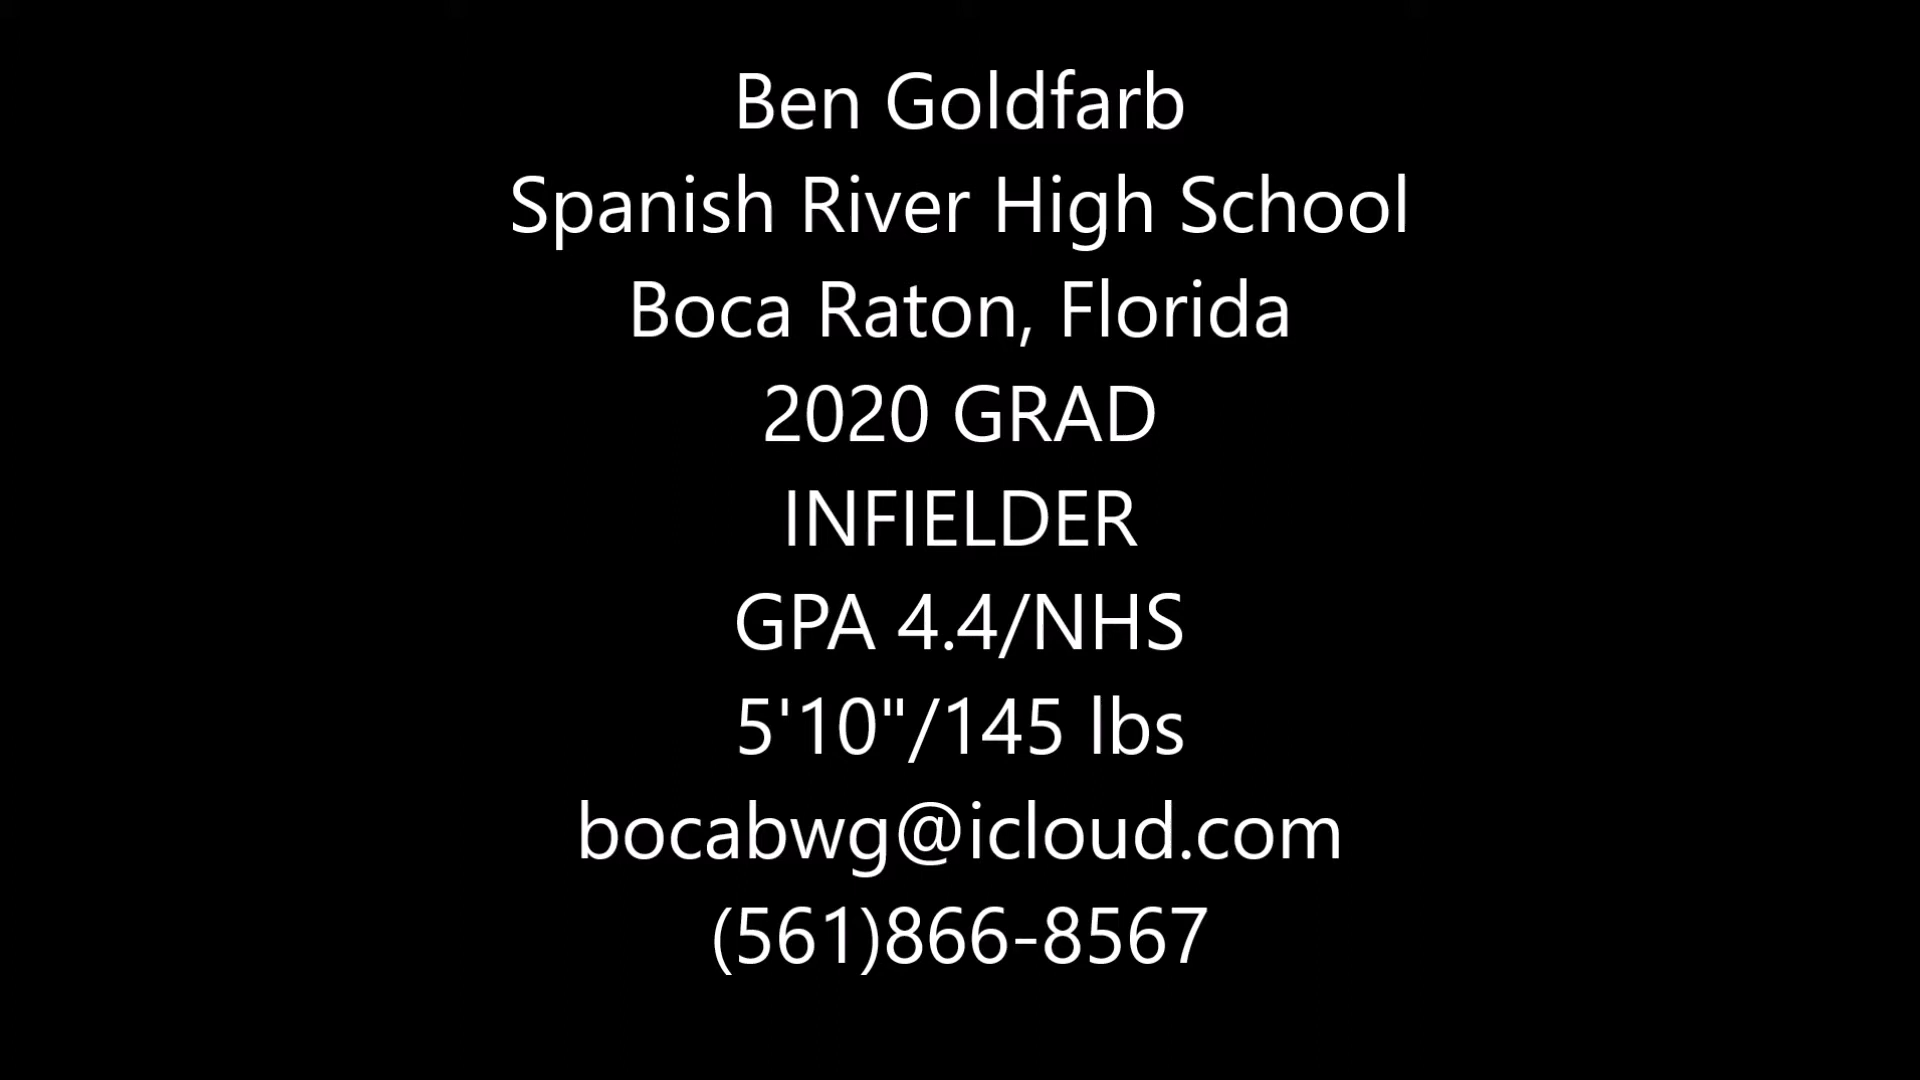 Ben Goldfarb
Spanish River High School
Boca Raton, Florida
2020 GRAD
INFIELDER
GPA 4.4/NHS
5'10"/145 lbs
bocabwg@icloud.com
(561)866-8567